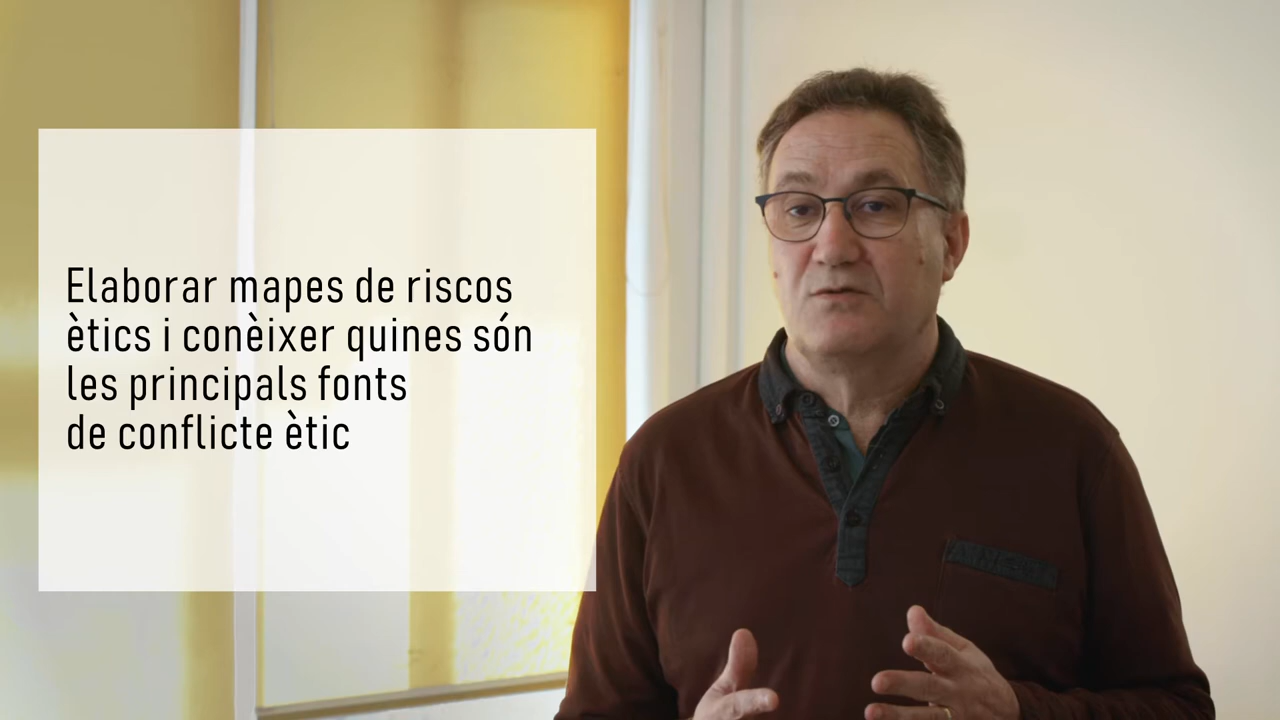 Elaborar mapes de riscos
ètics i conèixer quines són
les principals fonts
de conflicte ètic